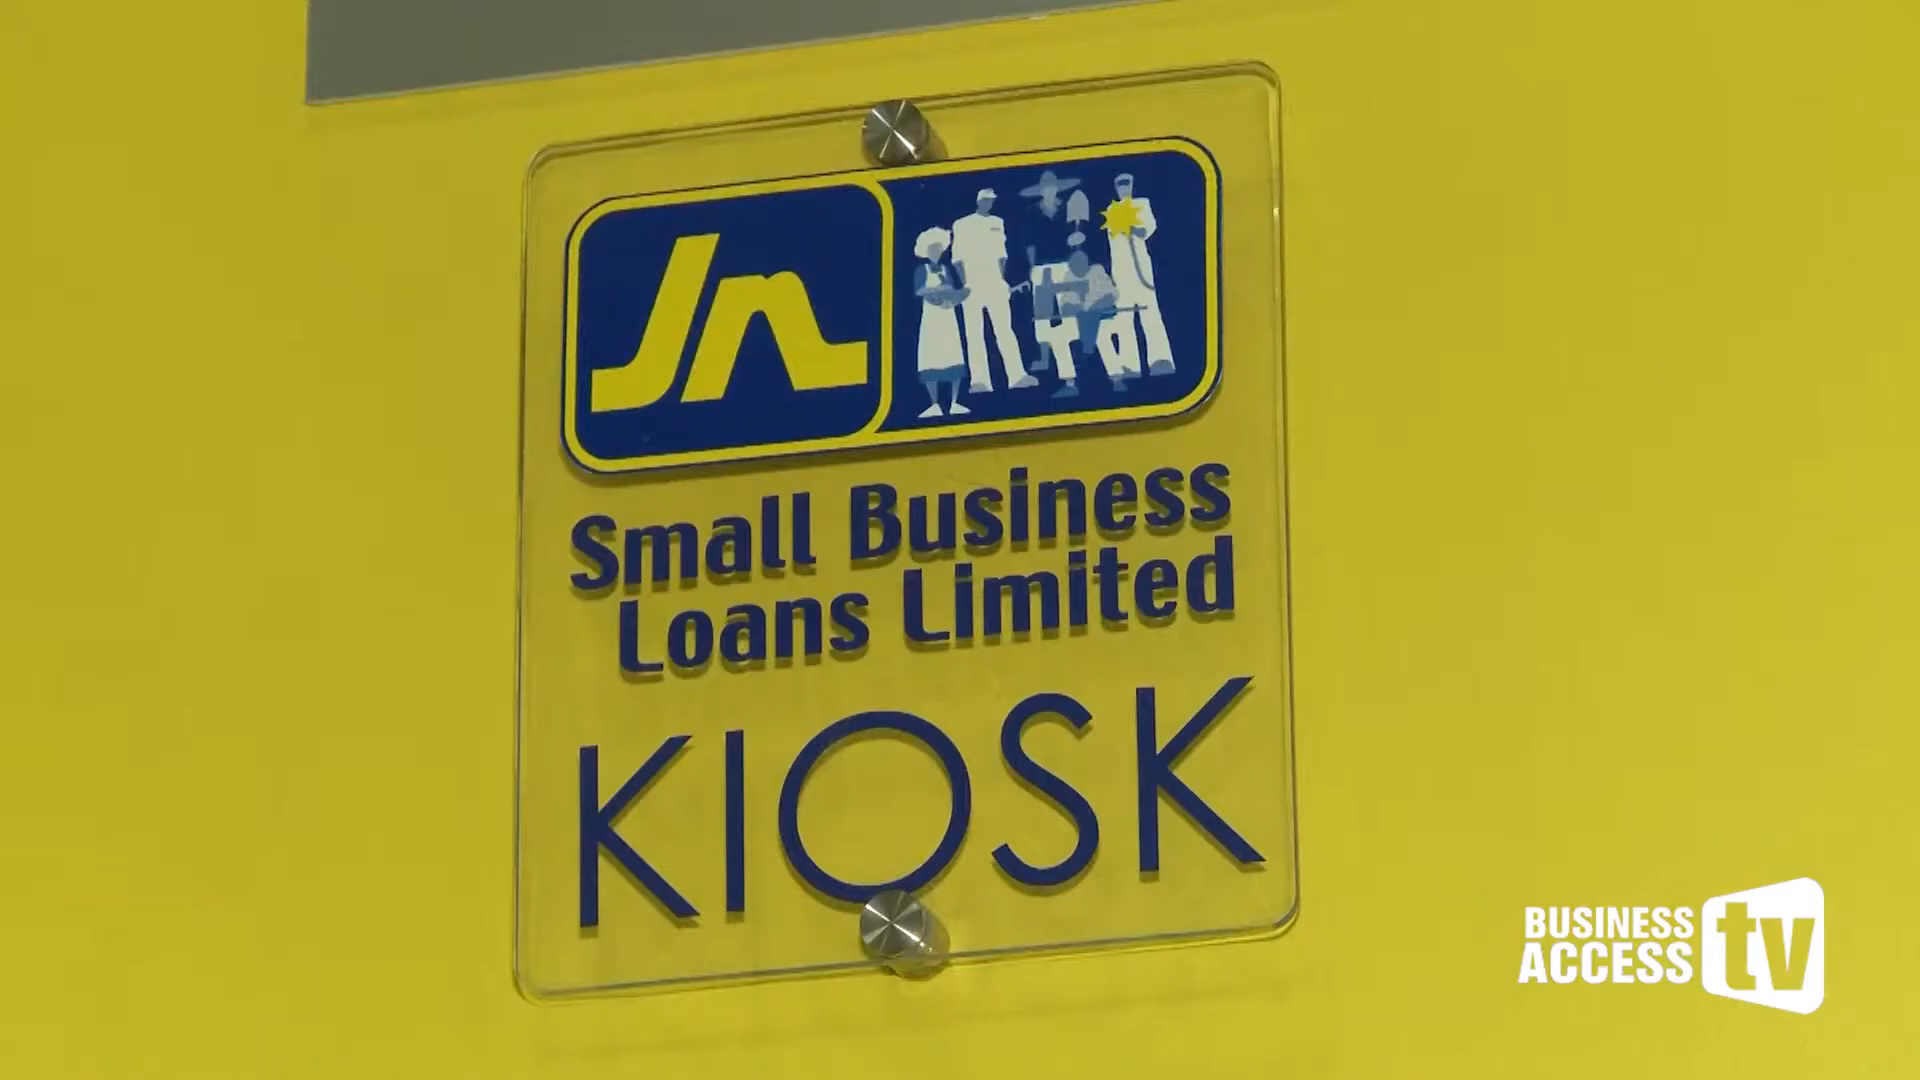 Jn
Small Business
Loans Limited
KIOSK
BUSINESS
ACCESS
tv